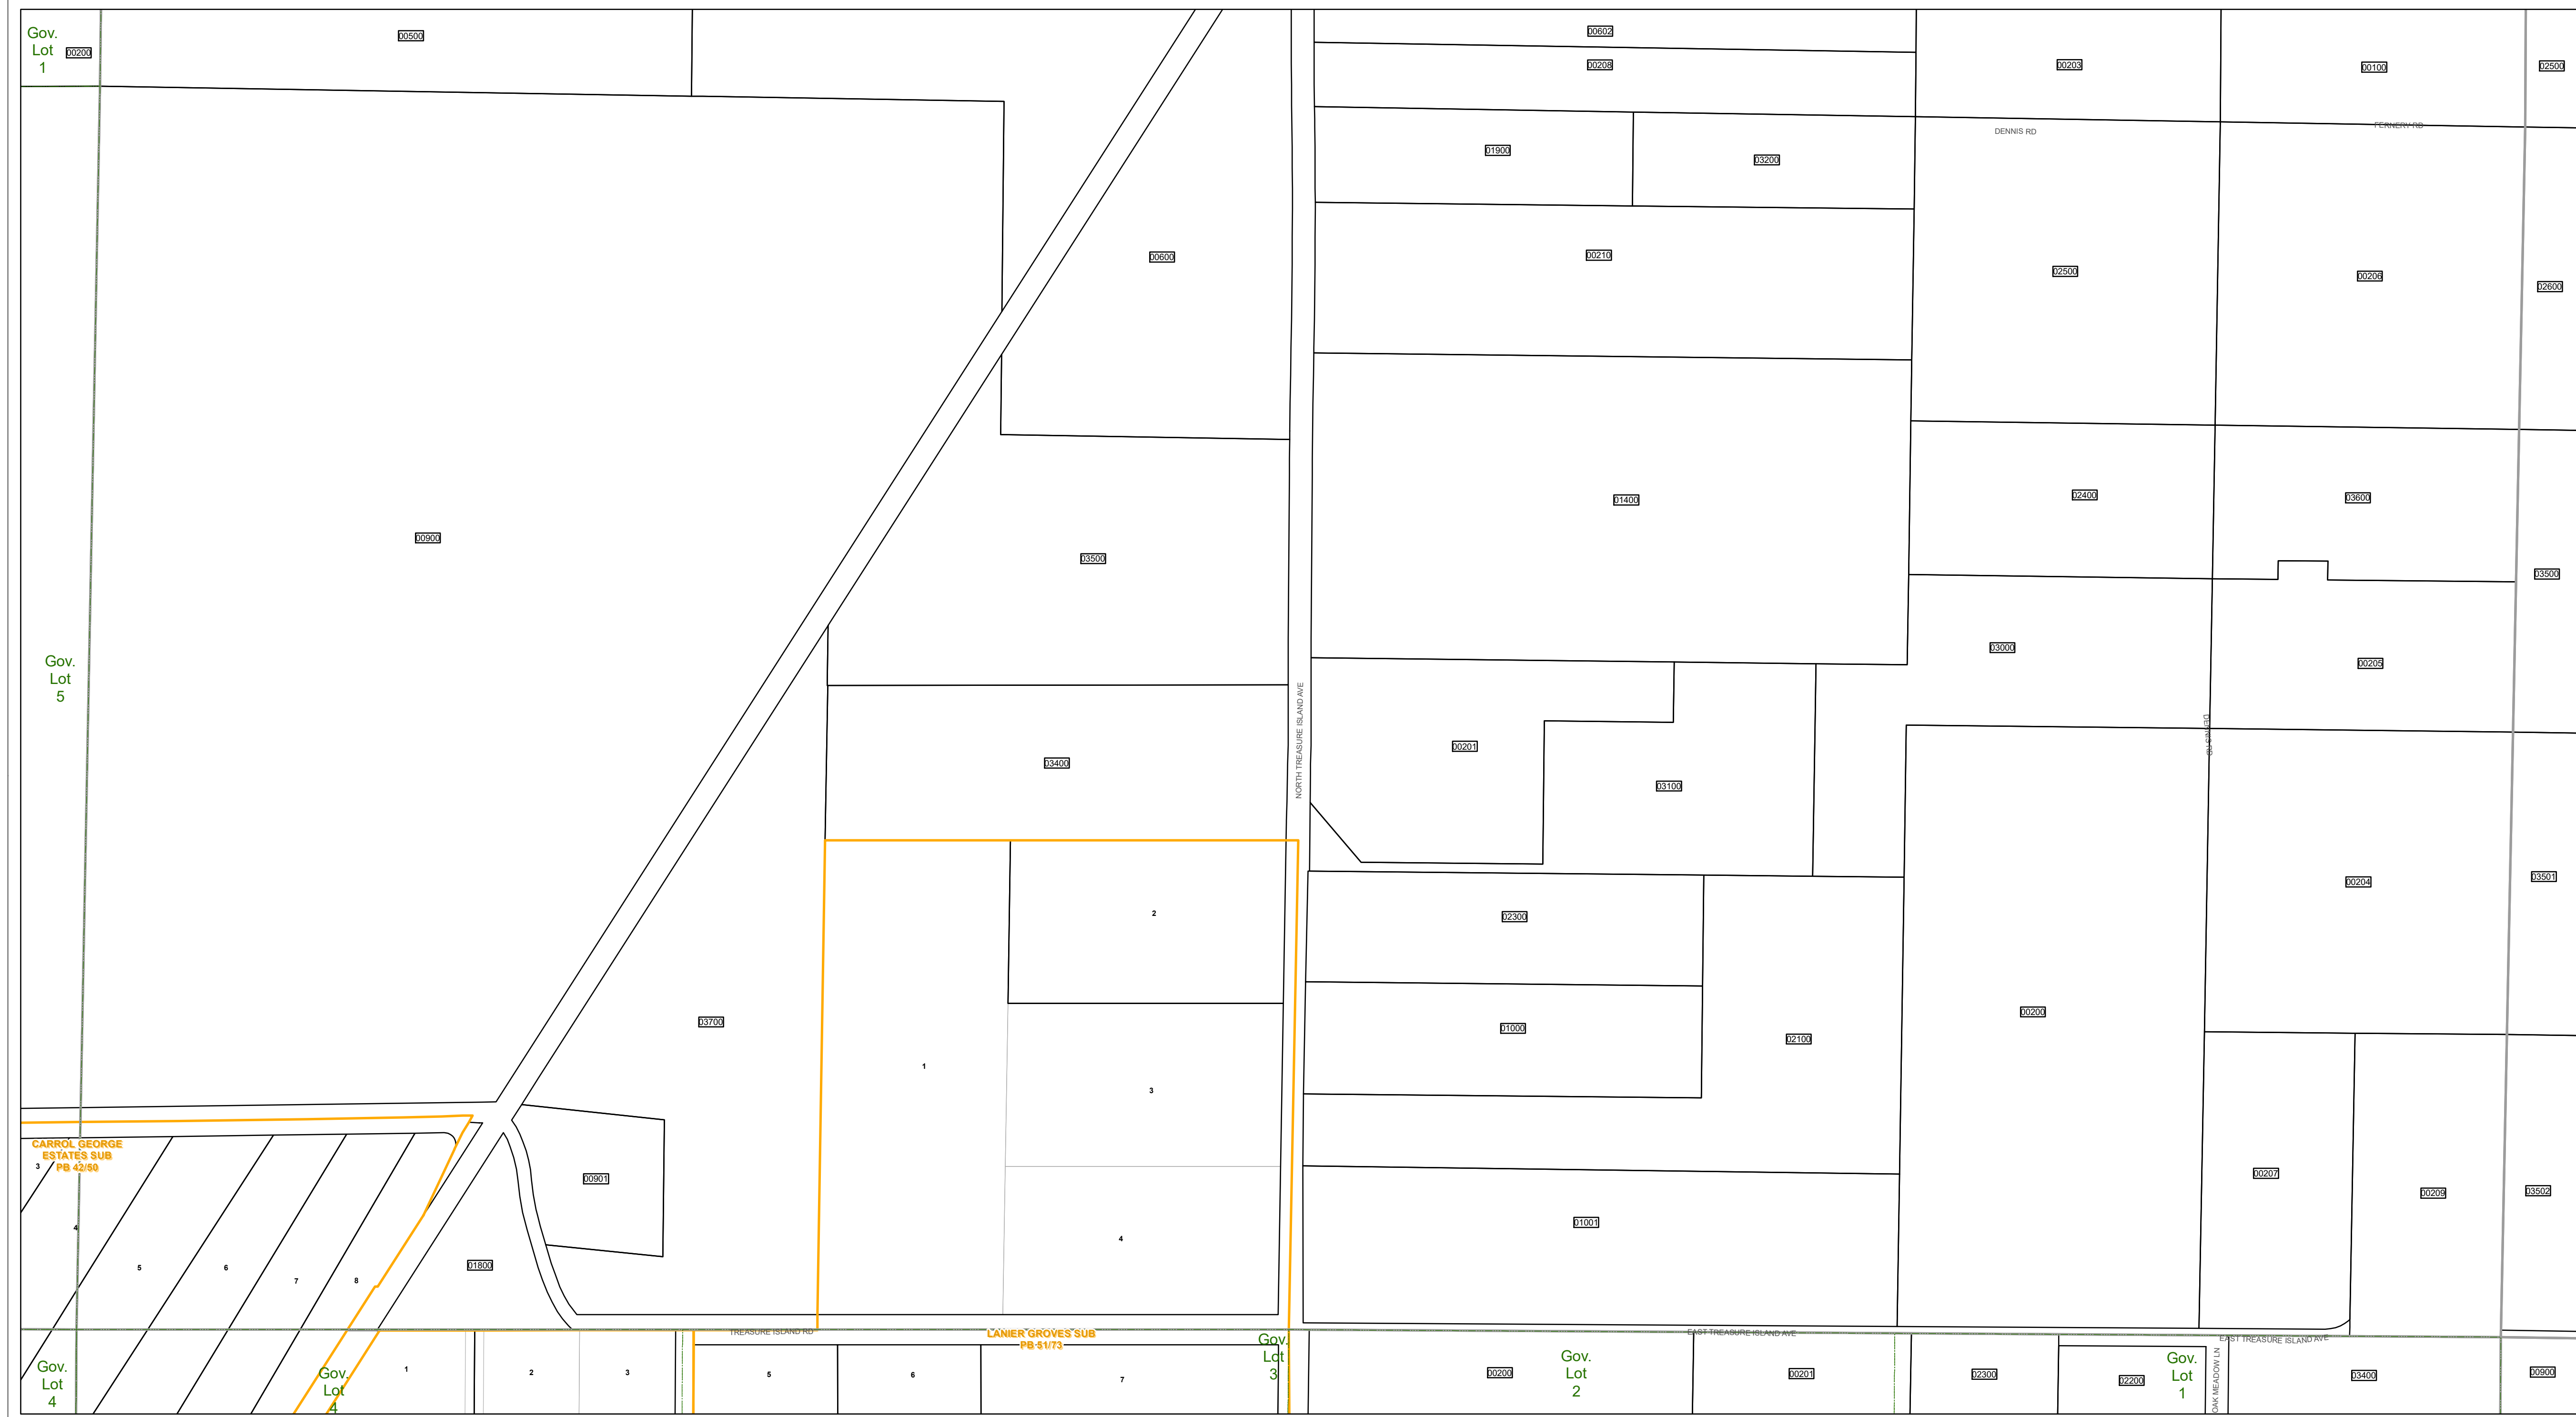 Gov.
Lot
1
00200
00500
00602
00208
00203
00100
02500
DENNIS RD
FERNERY RD
01900
03200
00600
00210
02500
00206
02600
00900
03500
01400
02400
03600
03500
Gov.
Lot
5
03000
00205
NORTH TREASURE ISLAND AVE
DENNIS RD
03400
00201
03100
2
02300
00204
03501
03700
1
3
01000
02100
00200
CARROL GEORGE
ESTATES SUB
PB 42/50
3
4
5
6
7
8
00901
01800
4
01001
00207
00209
03502
TREASURE ISLAND RD
LANIER GROVES SUB
PB 51/73
EAST TREASURE ISLAND AVE
EAST TREASURE ISLAND AVE
Gov.
Lot
4
Gov.
Lot
4
1
2
3
5
6
7
Gov.
Lot
3
00200
Gov.
Lot
2
00201
02300
02200
Gov.
Lot
1
OAK MEADOW LN
03400
00900